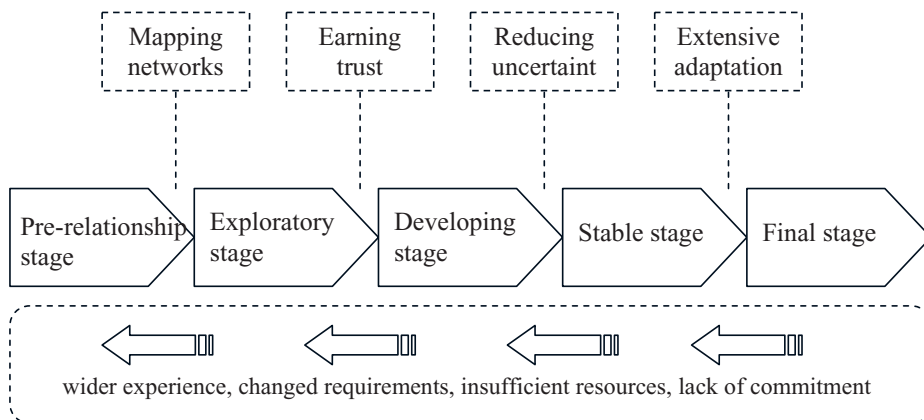 Mapping
networks
Earning
trust
Reducing
uncertaint
Extensive
adaptation
Pre-relationship
stage
Exploratory
stage
Developing
stage
Stable stage
Final stage
wider experience, changed requirements, insufficient resources, lack of commitment